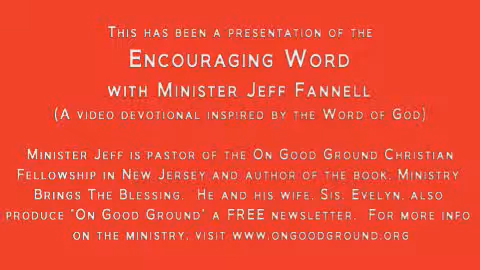 This has been a presentation of the
Encouraging Word
with Minister Jeff Fannell
(A video devotional inspired by the Word of God)
Minister Jeff is pastor of the On Good Ground Christian
Fellowship in New Jersey and author of the book, Ministry
Brings The Blessing. He and his wife, Sis. Evelyn, also
produce "On Good Ground" a FREE newsletter. For more info
on the ministry, visit www.ongoodground.org